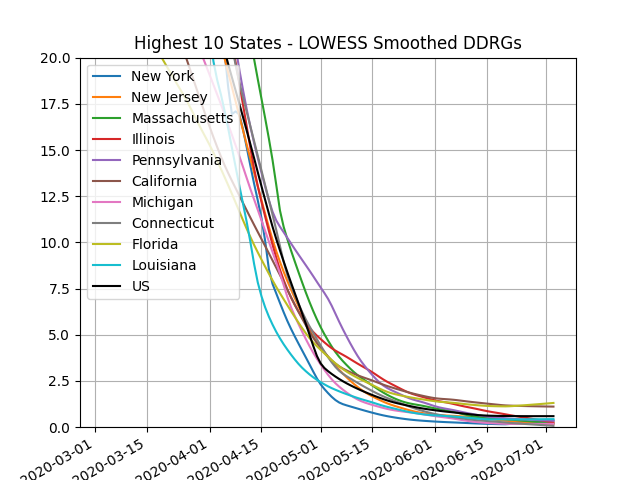 Highest 10 States - LOWESS Smoothed DDRGs
20.0
17.5
15.0
12.5
10.0
7.5
5.0
2.5
0.0
New York
New Jersey
Massachusetts
Illinois
Pennsylvania
California
Michigan
Connecticut
Florida
Louisiana
US
2020-03-01
2020-03-15
2020-04-01
2020-04-15
2020-05-01
2020-05-15
2020-06-01
2020-06-15
2020-07-01